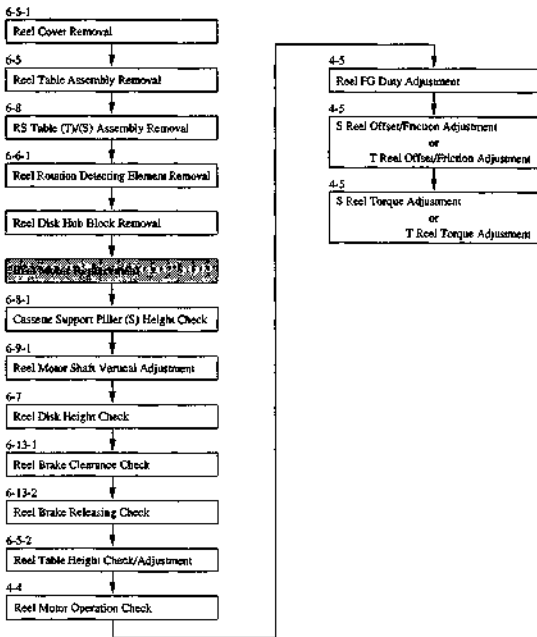 6-5-1
Reel Cover Removal
6-5
Reel Table Assembly Removal
6-8
RS Table (T)/(S) Assembly Removal
6-6-1
Reel Rotation Detecting Element Removal
Reel Disk Hub Block Removal
Reel Motor Replacement
6-8-1
Cassette Support Piller (S) Height Check
6-9-1
Reel Motor Shaft Vertical Adjustment
6-7
Reel Disk Height Check
6-13-1
Reel Brake Clearance Check
6-13-2
Reel Brake Releasing Check
6-5-2
Reel Table Height Check/Adjustment
4-4
Reel Motor Operation Check
4-5
Reel FG Duty Adjustment
4-5
S Reel Offset/Friction Adjustment
or
T Reel Offset/Friction Adjustment
4-5
S Reel Torque Adjustment
or
T Reel Torque Adjustment